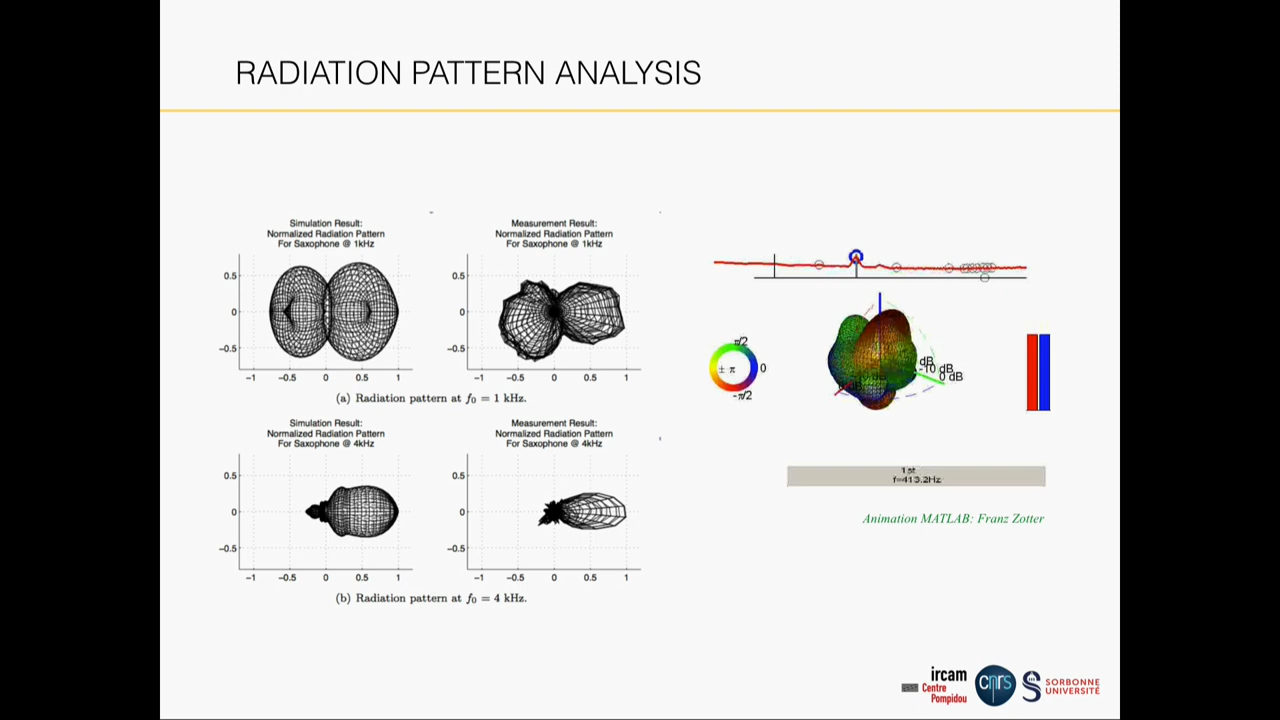 RADIATION PATTERN ANALYSIS
Simulation Result:
Normalized Radiation Pattern
For Saxophone @ 1kHz
0.5
0
−0.5
−1 −0.5 0 0.5 1
Measurement Result:
Normalized Radiation Pattern
For Saxophone @ 1kHz
0.5
0
−0.5
−1 −0.5 0 0.5 1
(a) Radiation pattern at f₀ = 1 kHz.
Simulation Result:
Normalized Radiation Pattern
For Saxophone @ 4kHz
0.5
0
−0.5
−1 −0.5 0 0.5 1
Measurement Result:
Normalized Radiation Pattern
For Saxophone @ 4kHz
0.5
0
−0.5
−1 −0.5 0 0.5 1
(b) Radiation pattern at f₀ = 4 kHz.
π/2
± π
0
-π/2
dB
-10 dB
0 dB
1 st
f=413.2Hz
Animation MATLAB: Franz Zotter
ircam
Centre
Pompidou
cnrs
SORBONNE
UNIVERSITÉ